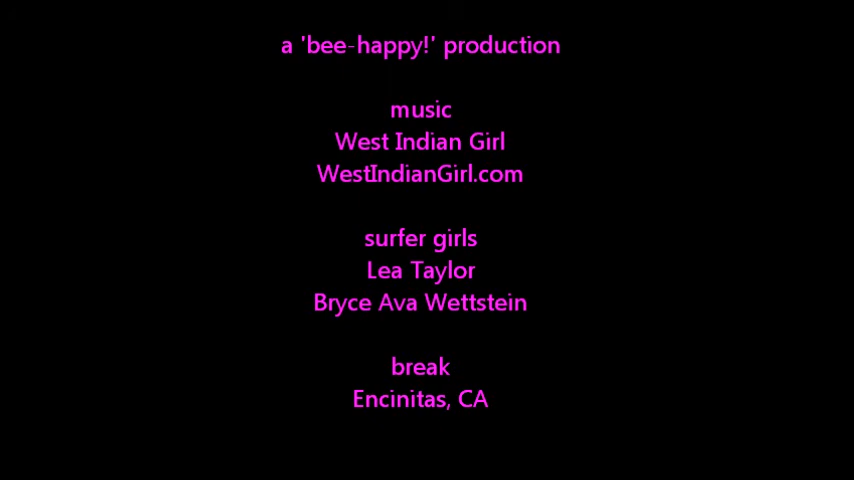 a 'bee-happy!' production
music
West Indian Girl
WestIndianGirl.com
surfer girls
Lea Taylor
Bryce Ava Wettstein
break
Encinitas, CA